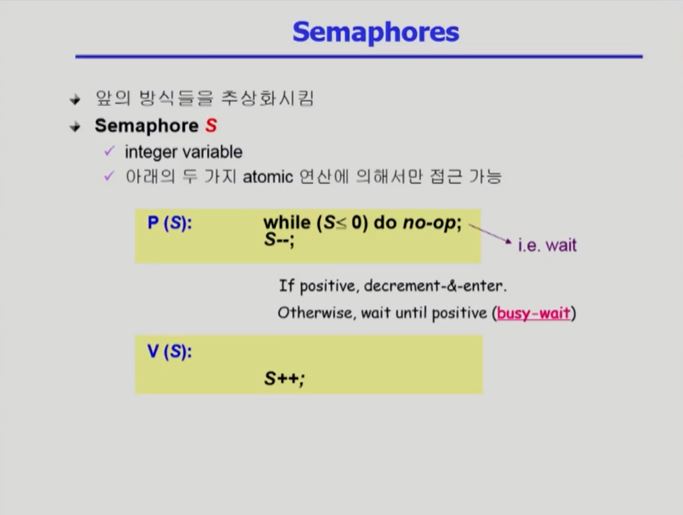 Semaphores
앞의 방식들을 추상화시킴
Semaphore S
integer variable
아래의 두 가지 atomic 연산에 의해서만 접근 가능
P (S): while (S≤ 0) do no-op;
S--;
i.e. wait
If positive, decrement-&-enter.
Otherwise, wait until positive (busy-wait)
V (S):
S++;